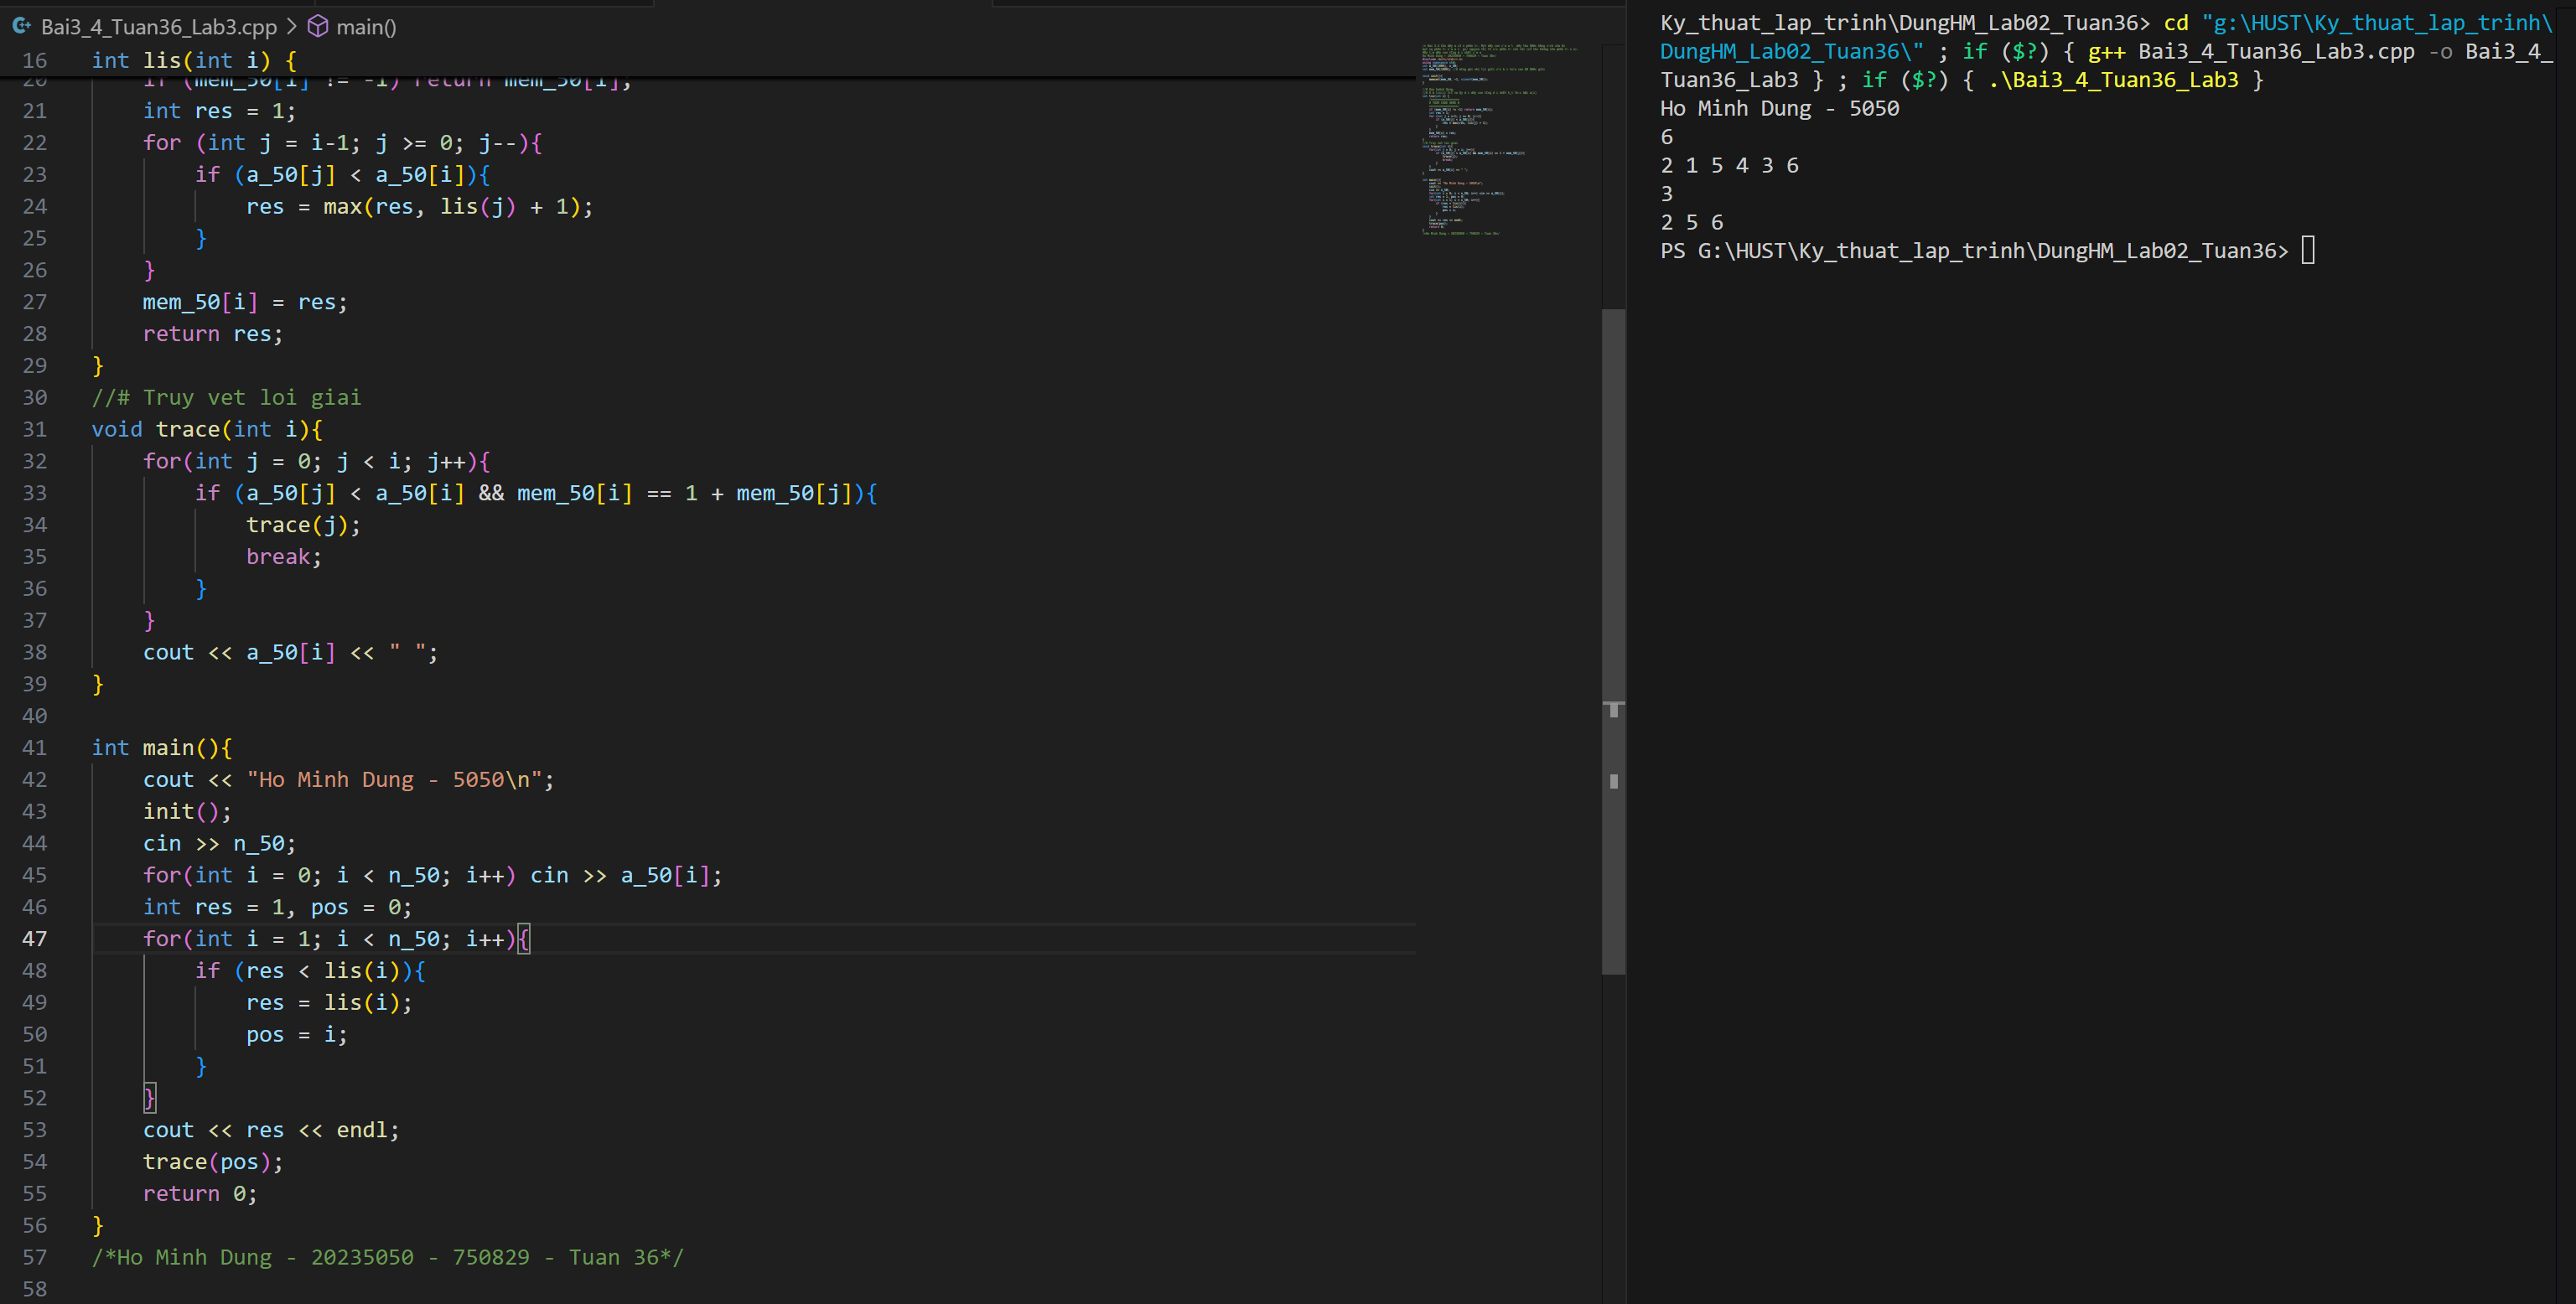 Bai3_4_Tuan36_Lab3.cpp > main()
16 int lis(int i) {
20 if (mem_50[i] != -1) return mem_50[i];
21 int res = 1;
22 for (int j = i-1; j >= 0; j--){
23 if (a_50[j] < a_50[i]){
24 res = max(res, lis(j) + 1);
25 }
26 }
27 mem_50[i] = res;
28 return res;
29 }
30 //# Truy vet loi giai
31 void trace(int i){
32 for(int j = 0; j < i; j++){
33 if (a_50[j] < a_50[i] && mem_50[i] == 1 + mem_50[j]){
34 trace(j);
35 break;
36 }
37 }
38 cout << a_50[i] << " ";
39 }
40
41 int main(){
42 cout << "Ho Minh Dung - 5050\n";
43 init();
44 cin >> n_50;
45 for(int i = 0; i < n_50; i++) cin >> a_50[i];
46 int res = 1, pos = 0;
47 for(int i = 1; i < n_50; i++){
48 if (res < lis(i)){
49 res = lis(i);
50 pos = i;
51 }
52 }
53 cout << res << endl;
54 trace(pos);
55 return 0;
56 }
57 /*Ho Minh Dung - 20235050 - 750829 - Tuan 36*/
58
Ky_thuat_lap_trinh\DungHM_Lab02_Tuan36> cd "g:\HUST\Ky_thuat_lap_trinh\
DungHM_Lab02_Tuan36\" ; if ($?) { g++ Bai3_4_Tuan36_Lab3.cpp -o Bai3_4_
Tuan36_Lab3 } ; if ($?) { .\Bai3_4_Tuan36_Lab3 }
Ho Minh Dung - 5050
6
2 1 5 4 3 6
3
2 5 6
PS G:\HUST\Ky_thuat_lap_trinh\DungHM_Lab02_Tuan36>